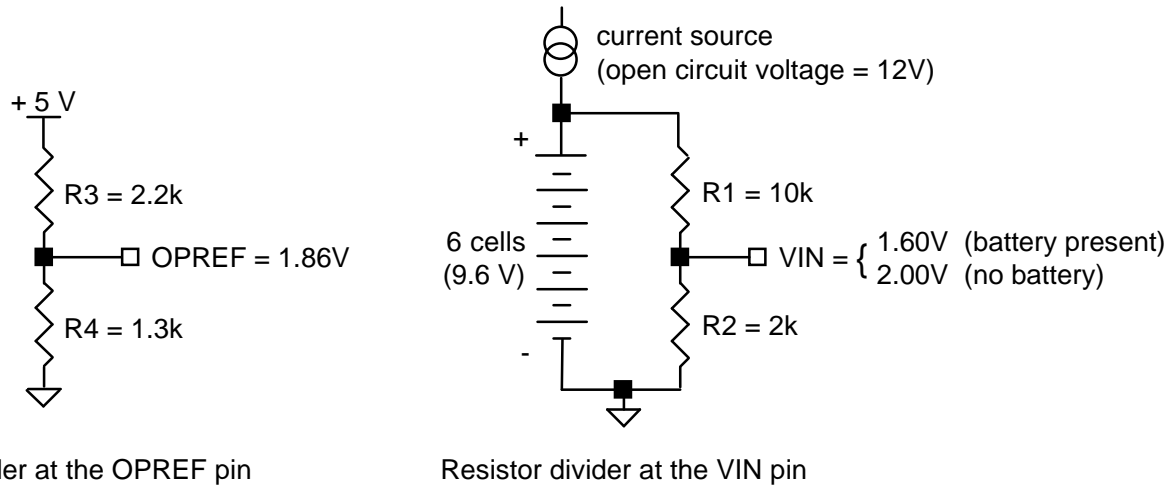 current source
(open circuit voltage = 12V)
+ 5 V
R3 = 2.2k
OPREF = 1.86V
R4 = 1.3k
+
6 cells
(9.6 V)
-
R1 = 10k
VIN = { 1.60V (battery present)
2.00V (no battery)
R2 = 2k
ler at the OPREF pin
Resistor divider at the VIN pin